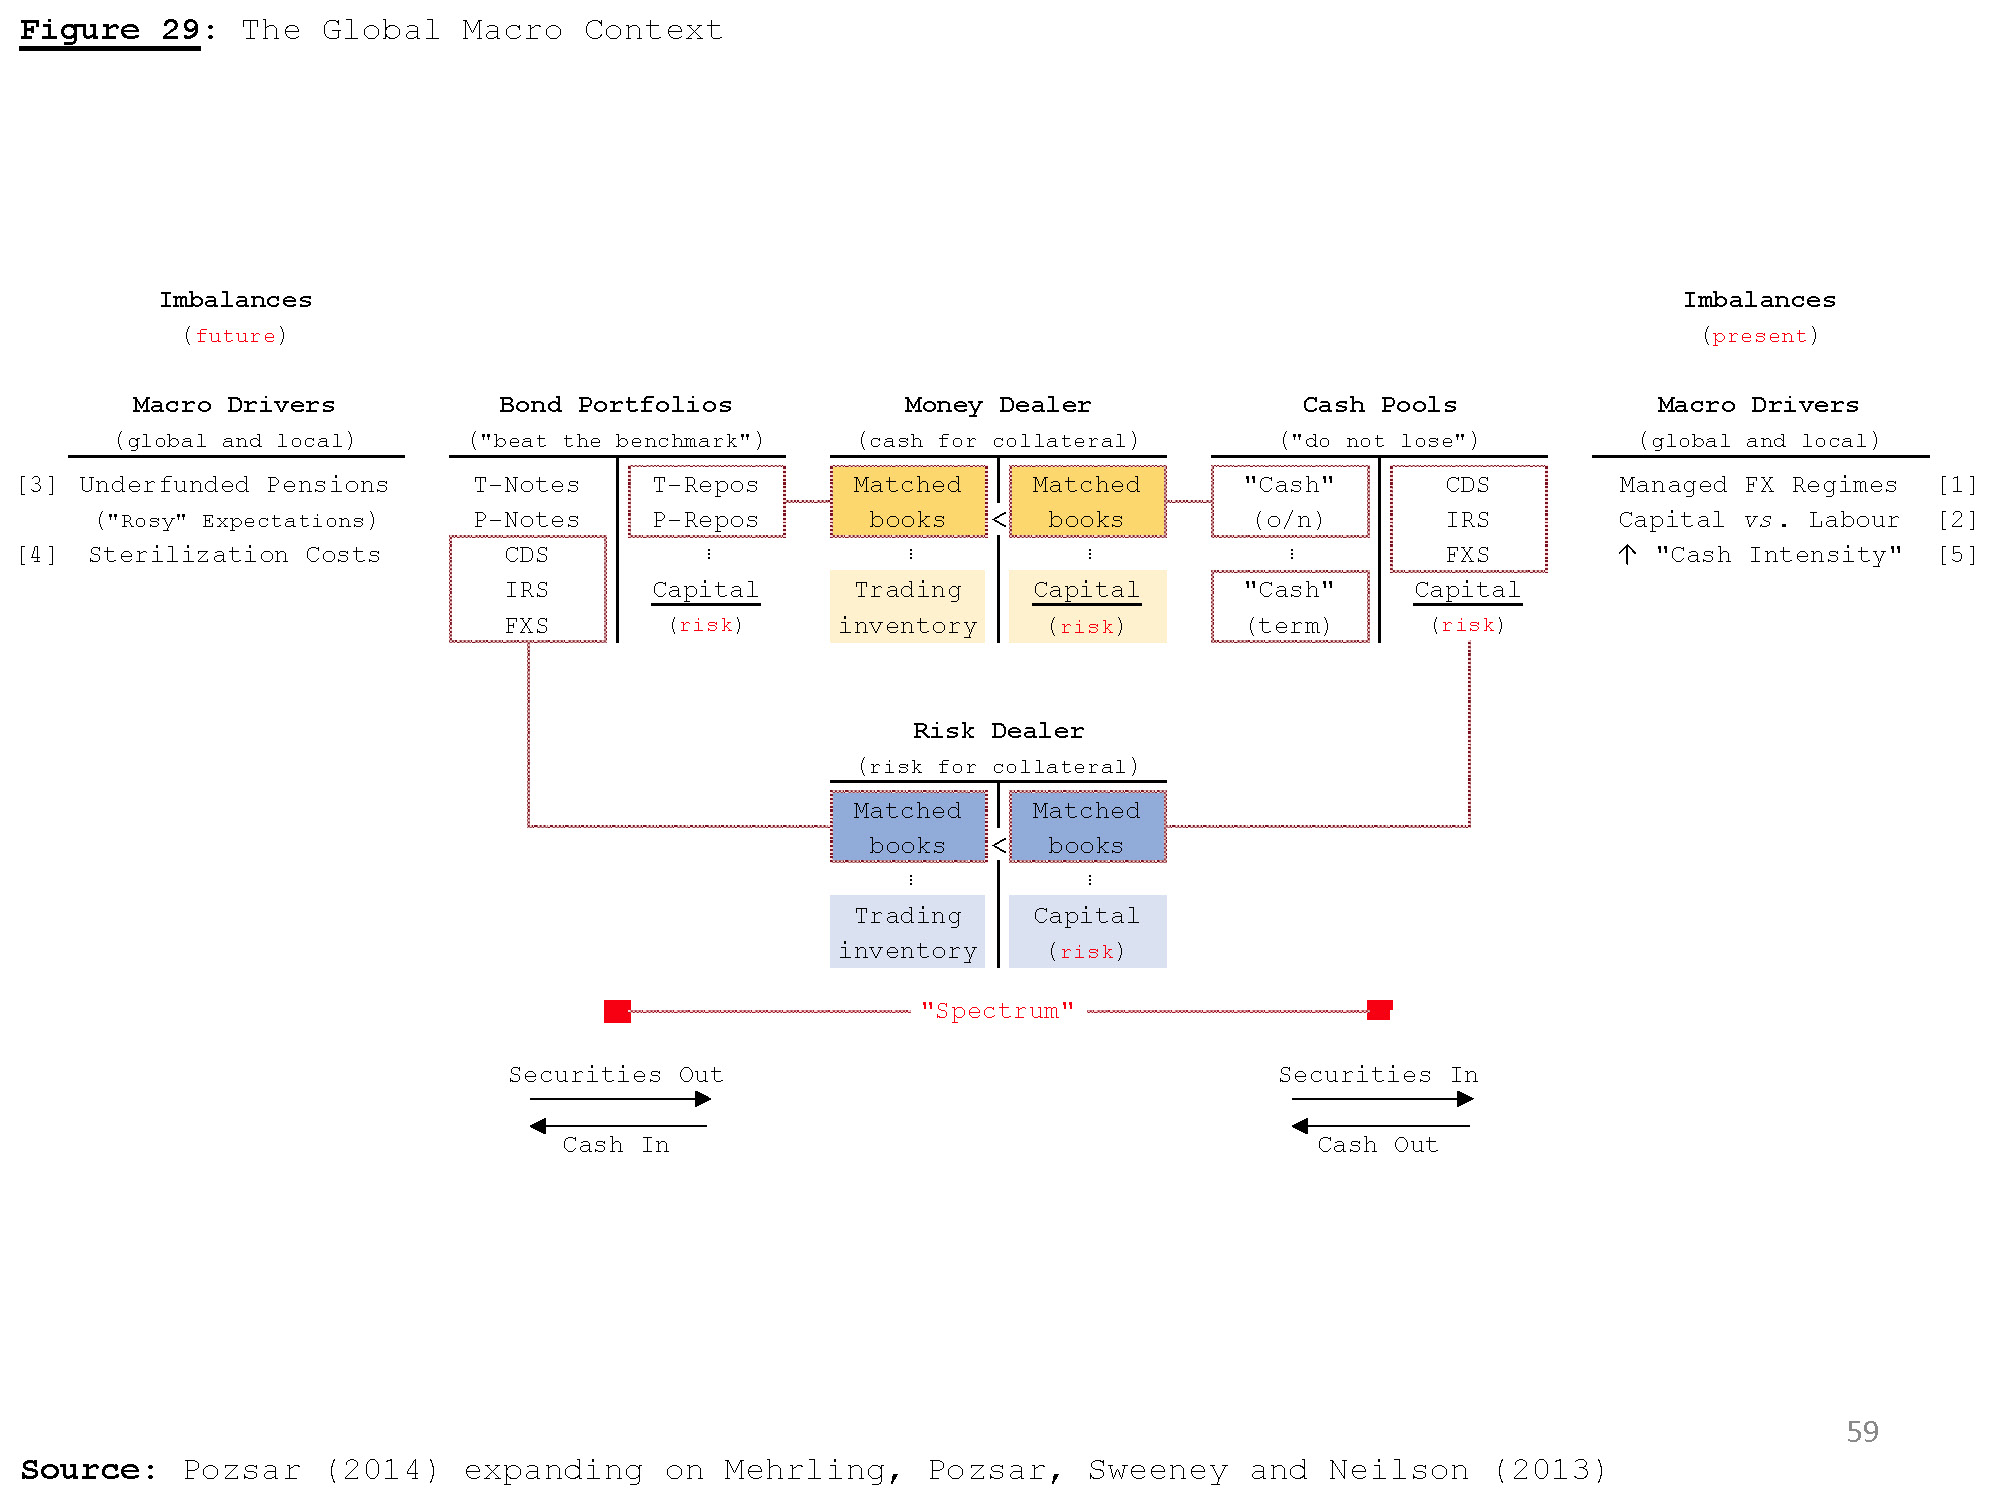 Figure 29: The Global Macro Context
Imbalances
(future)
Imbalances
(present)
Macro Drivers
(global and local)
[3] Underfunded Pensions
("Rosy" Expectations)
[4] Sterilization Costs
Bond Portfolios
("beat the benchmark")
T-Notes
P-Notes
CDS
IRS
FXS
T-Repos
P-Repos
⋮
Capital
(risk)
Money Dealer
(cash for collateral)
Matched
books
⋮
Trading
inventory
<
Matched
books
⋮
Capital
(risk)
Cash Pools
("do not lose")
"Cash"
(o/n)
⋮
"Cash"
(term)
CDS
IRS
FXS
Capital
(risk)
Macro Drivers
(global and local)
Managed FX Regimes [1]
Capital vs. Labour [2]
↑ "Cash Intensity" [5]
Risk Dealer
(risk for collateral)
Matched
books
⋮
Trading
inventory
<
Matched
books
⋮
Capital
(risk)
"Spectrum"
Securities Out
Cash In
Securities In
Cash Out
59
Source: Pozsar (2014) expanding on Mehrling, Pozsar, Sweeney and Neilson (2013)